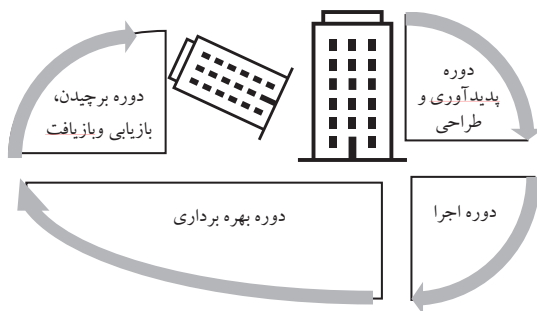 دوره
پدیدآوری و
طراحی
دوره برچیدن،
بازیابی وبازیافت
دوره اجرا
دوره بهره برداری